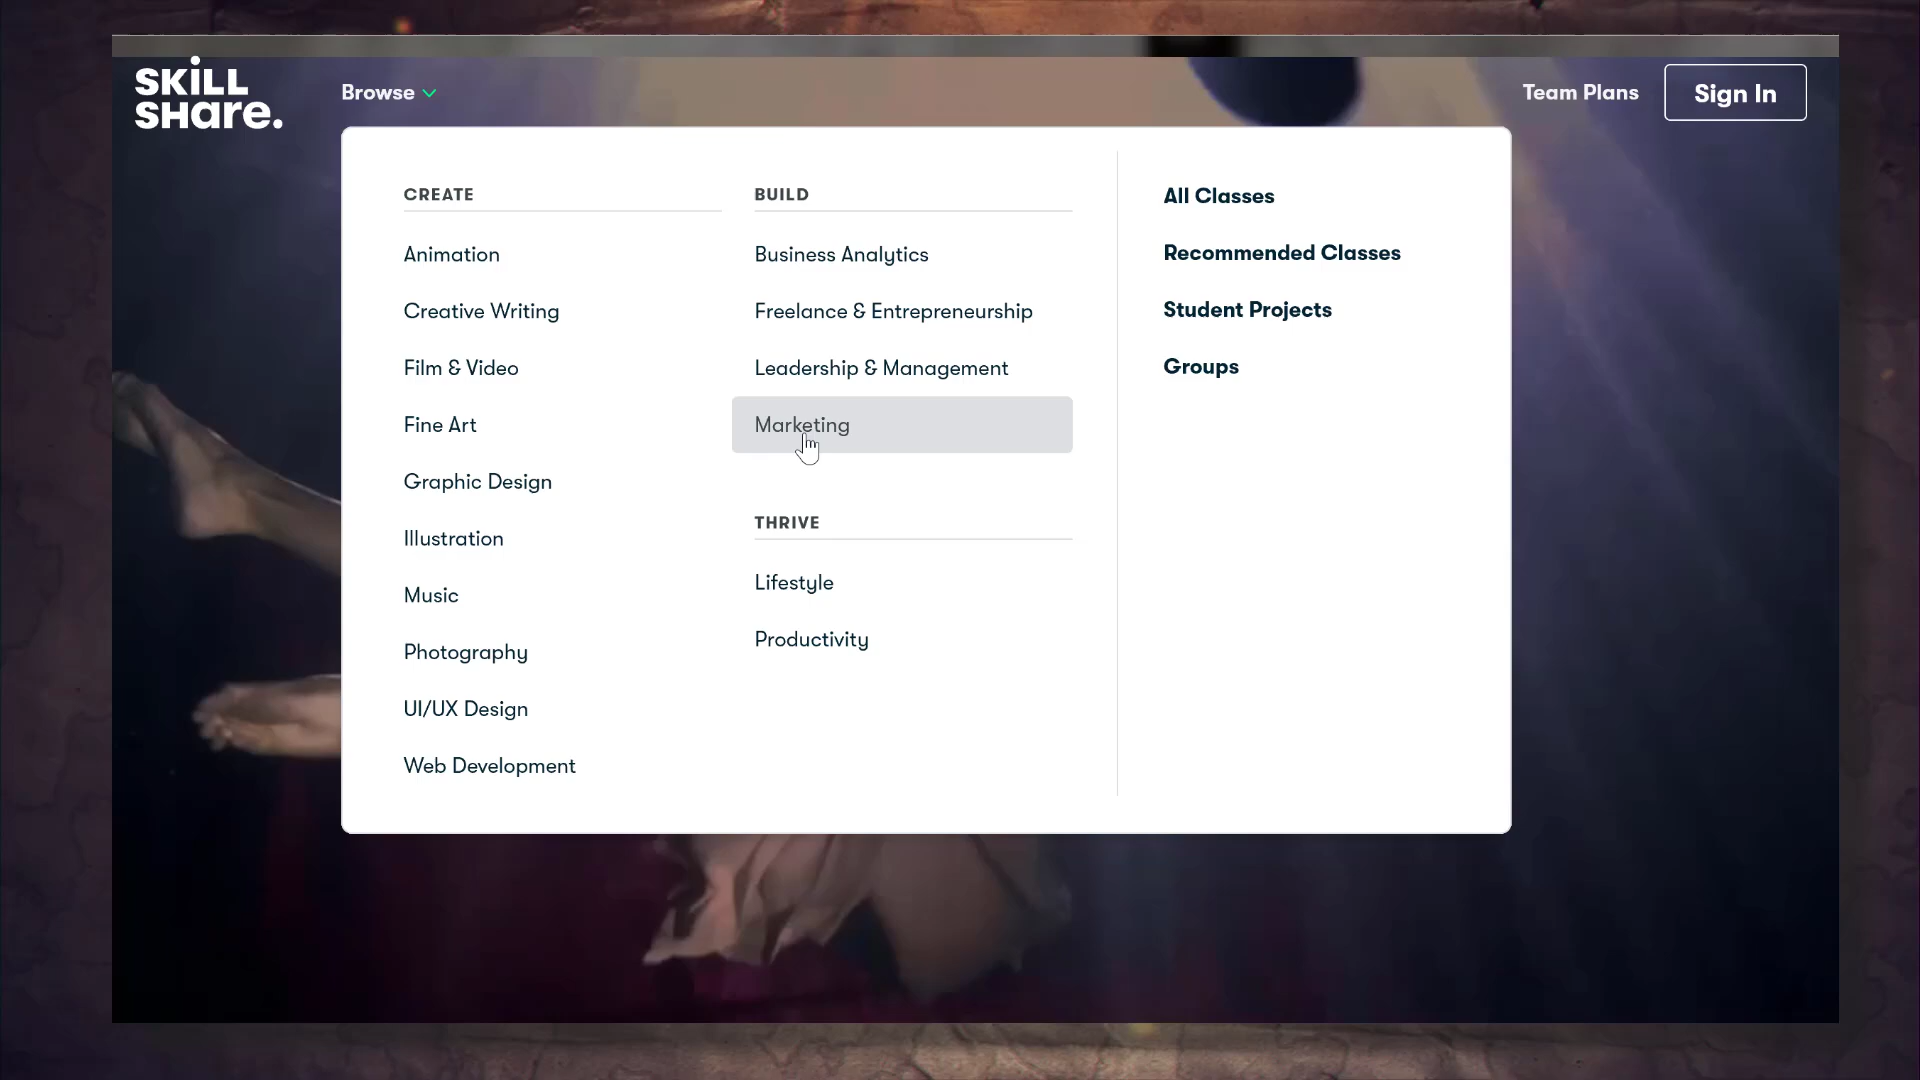 SKILL
SHARE.
Browse
Team Plans
Sign In
CREATE
Animation
Creative Writing
Film & Video
Fine Art
Graphic Design
Illustration
Music
Photography
UI/UX Design
Web Development
BUILD
Business Analytics
Freelance & Entrepreneurship
Leadership & Management
Marketing
THRIVE
Lifestyle
Productivity
All Classes
Recommended Classes
Student Projects
Groups